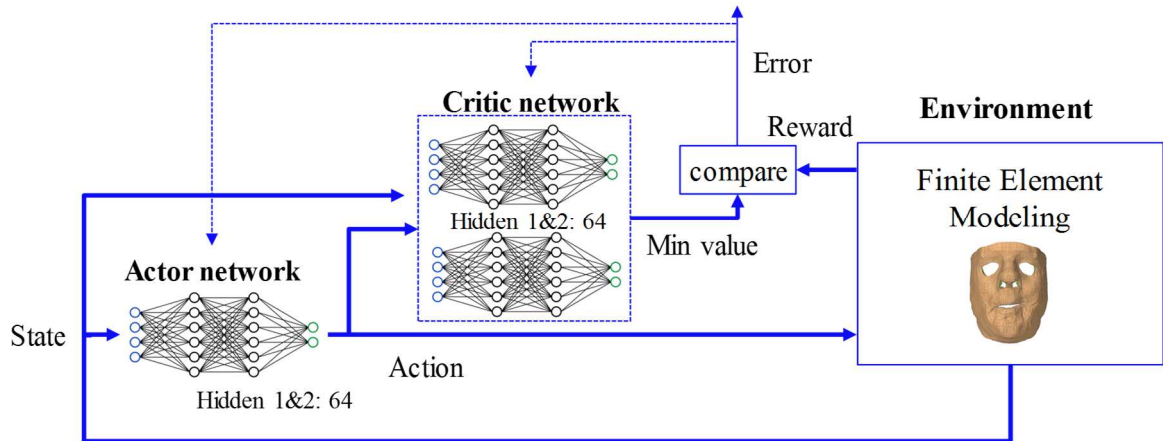 Error
Critic network
Environment
Reward
compare
Finite Element
Modeling
Hidden 1&2: 64
Min value
Actor network
State
Action
Hidden 1&2: 64